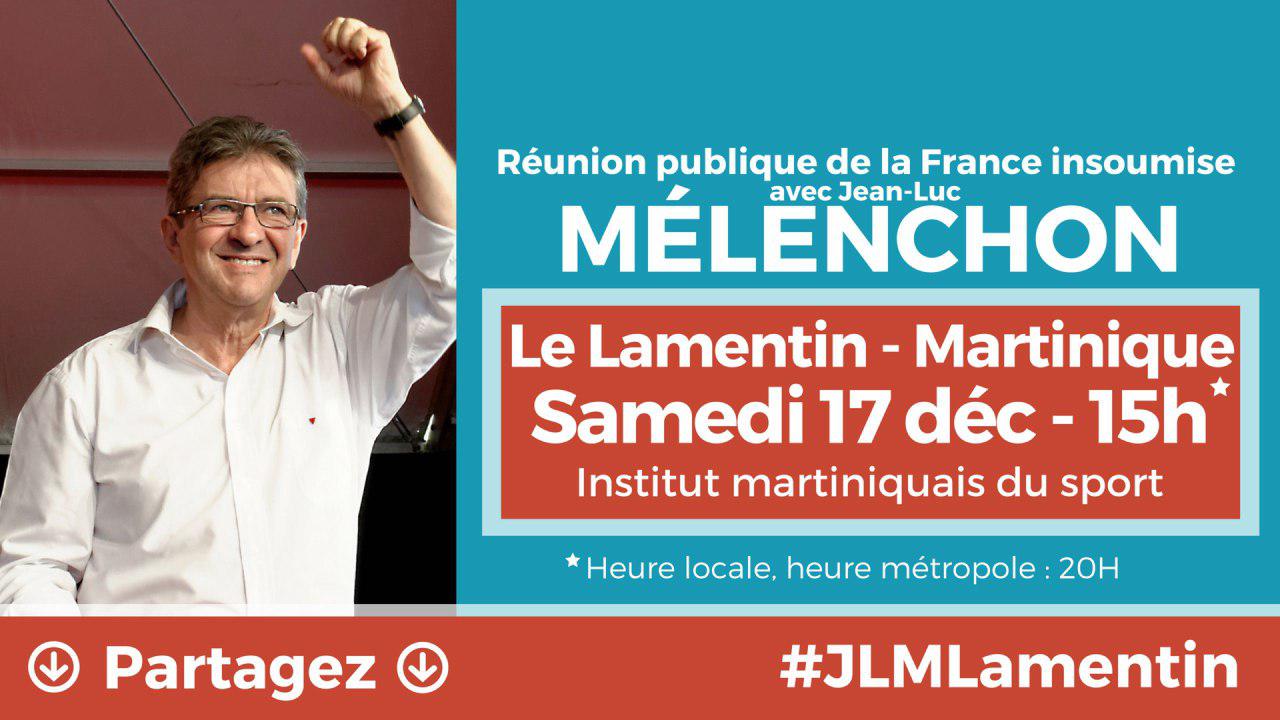 Réunion publique de la France insoumise
avec Jean-Luc
MÉLENCHON
Le Lamentin - Martinique
Samedi 17 déc - 15h*
Institut martiniquais du sport
*Heure locale, heure métropole : 20H
Partagez
#JLMLamentin